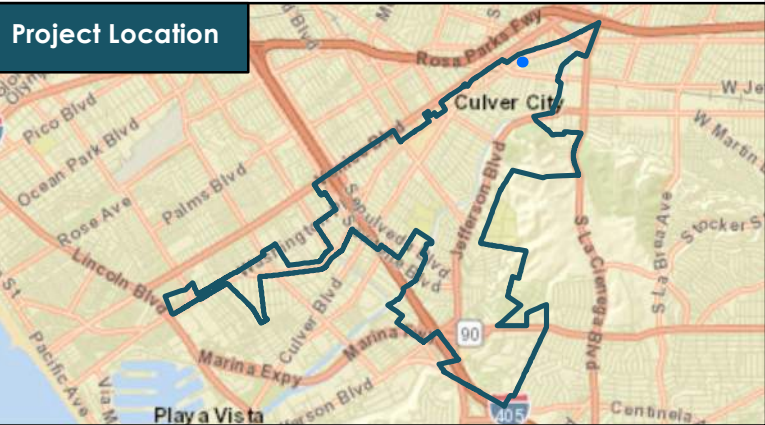 Project Location
Rosa Parks Fwy
Culver City
W Je
W Martin
Pico Blvd
Ocean Park Blvd
Palms Blvd
Rose Ave
Lincoln Blvd
Washington
Sepulveda Blvd
Jefferson Blvd
S La Cienega Blvd
S La Brea Ave
Stocker S
Culver Blvd
Marina
90
Marina Expy
Pacific Ave
Via M
Playa Vista
erson Blvd
405
Centinela